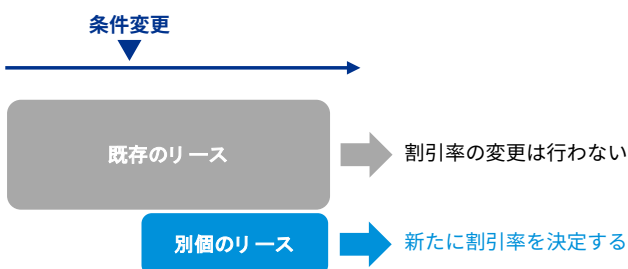 条件変更
既存のリース
割引率の変更は行わない
別個のリース
新たに割引率を決定する